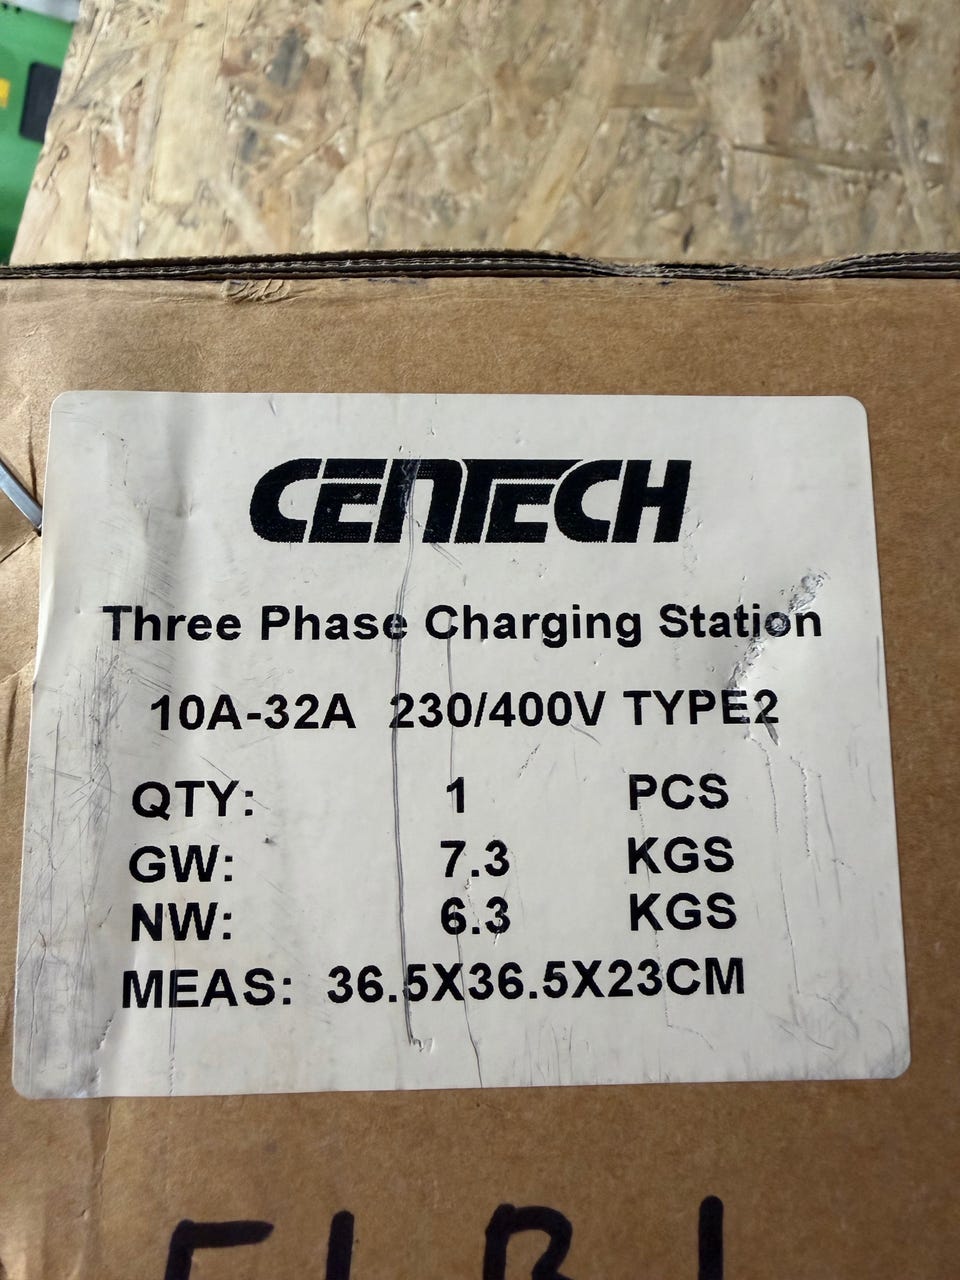 CENTECH
Three Phase Charging Station
10A-32A 230/400V TYPE2
QTY: 1 PCS
GW: 7.3 KGS
NW: 6.3 KGS
MEAS: 36.5X36.5X23CM